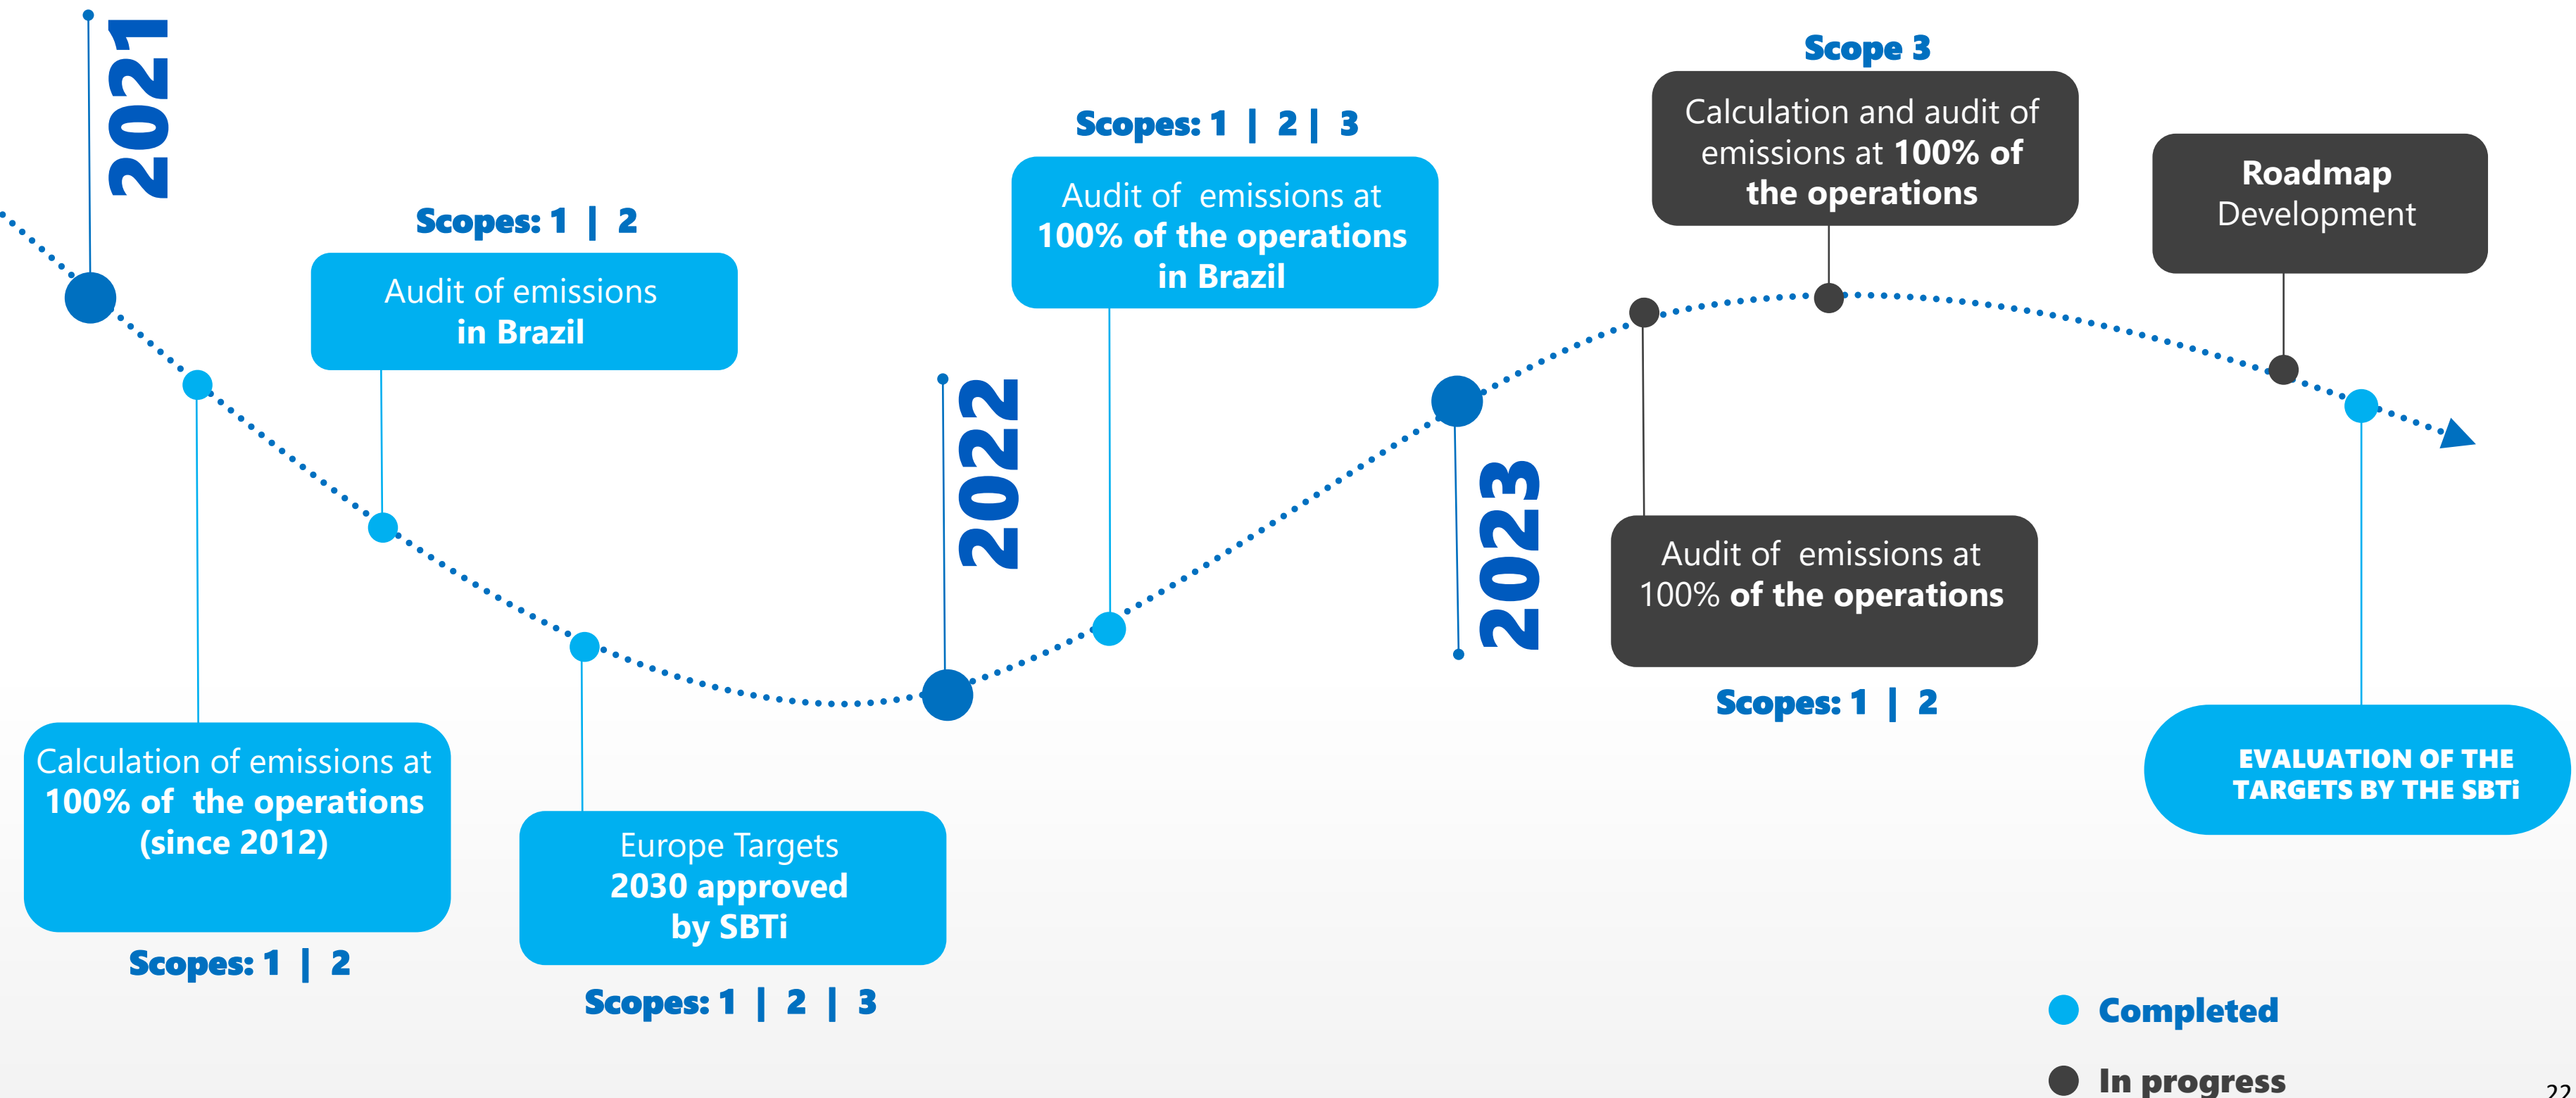 2021
Calculation of emissions at
100% of the operations
(since 2012)
Scopes: 1 | 2
Scopes: 1 | 2
Audit of emissions
in Brazil
Europe Targets
2030 approved
by SBTi
Scopes: 1 | 2 | 3
2022
Scopes: 1 | 2 | 3
Audit of emissions at
100% of the operations
in Brazil
2023
Audit of emissions at
100% of the operations
Scopes: 1 | 2
Scope 3
Calculation and audit of
emissions at 100% of
the operations
Roadmap
Development
EVALUATION OF THE
TARGETS BY THE SBTi
Completed
In progress
22